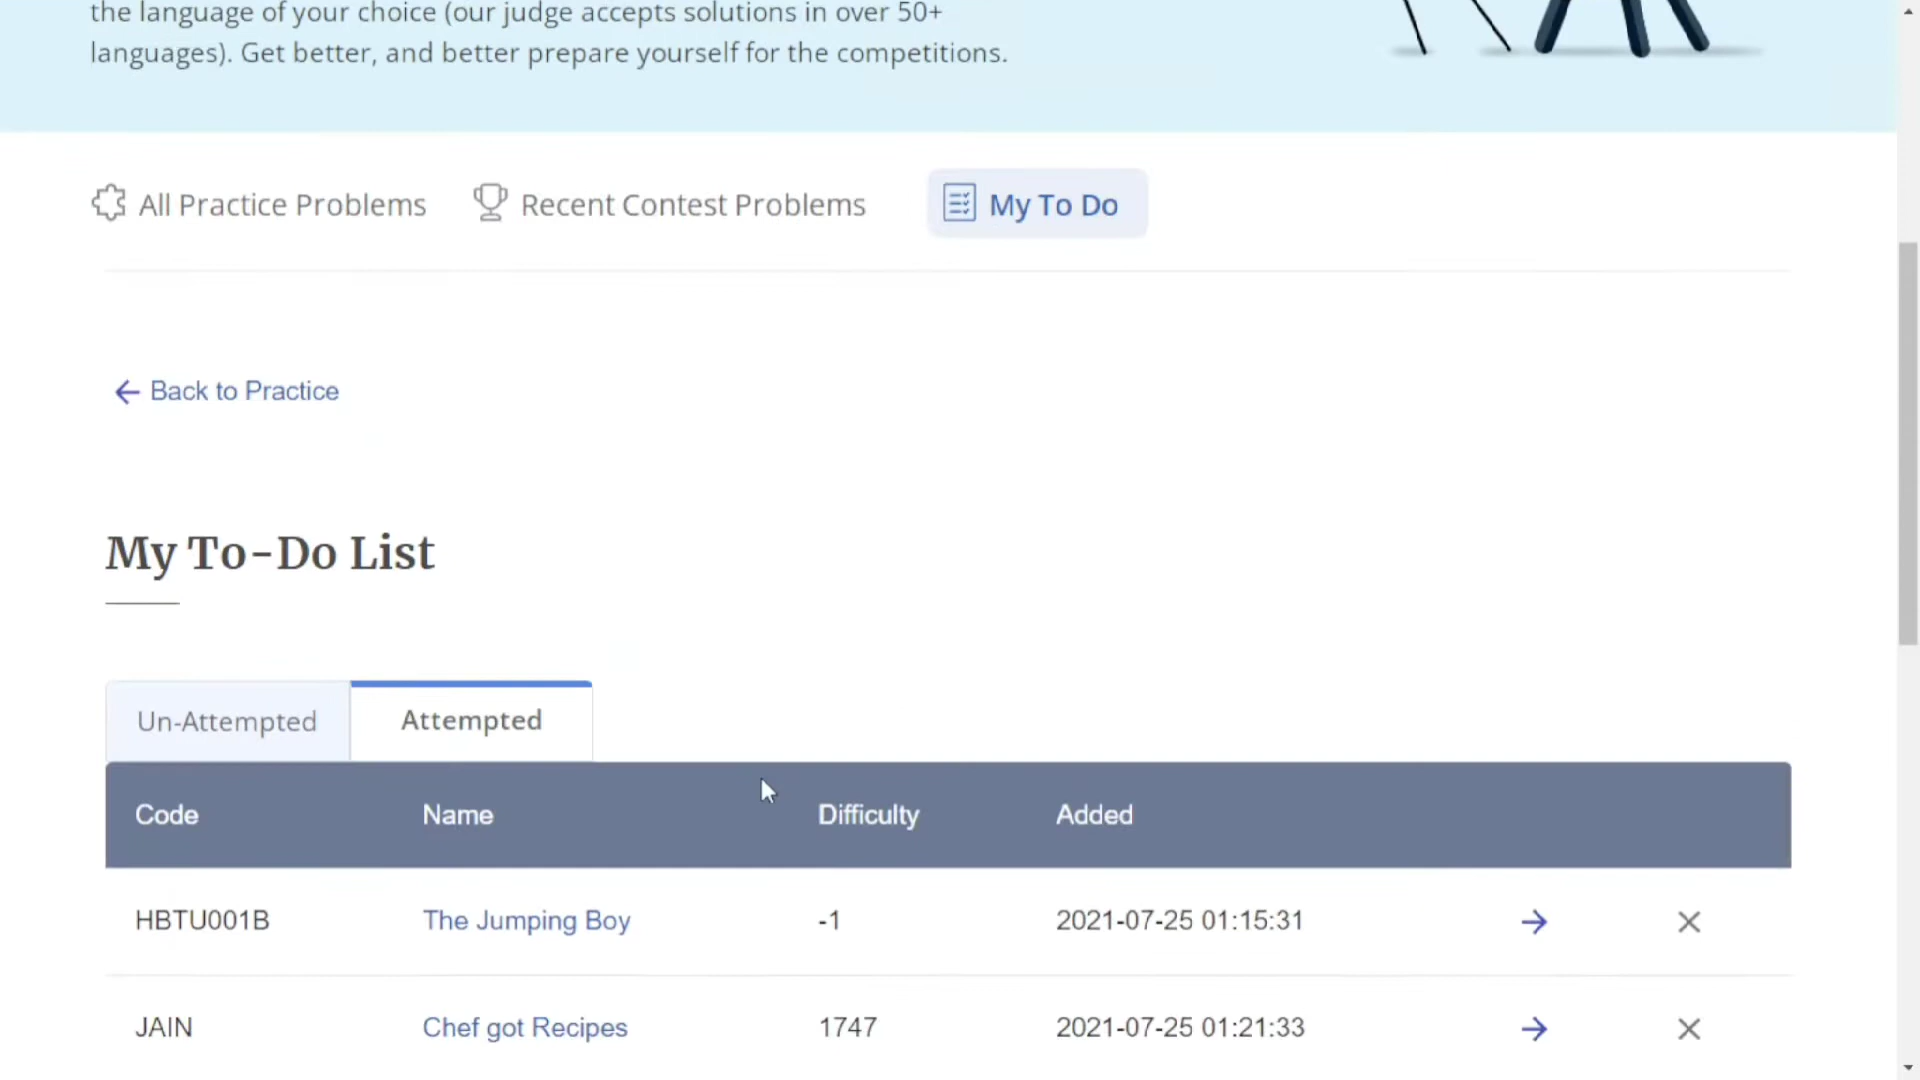 the language of your choice (our judge accepts solutions in over 50+
languages). Get better, and better prepare yourself for the competitions.
All Practice Problems Recent Contest Problems My To Do
Back to Practice
My To-Do List
Un-Attempted Attempted
Code Name Difficulty Added
HBTU001B The Jumping Boy -1 2021-07-25 01:15:31
JAIN Chef got Recipes 1747 2021-07-25 01:21:33